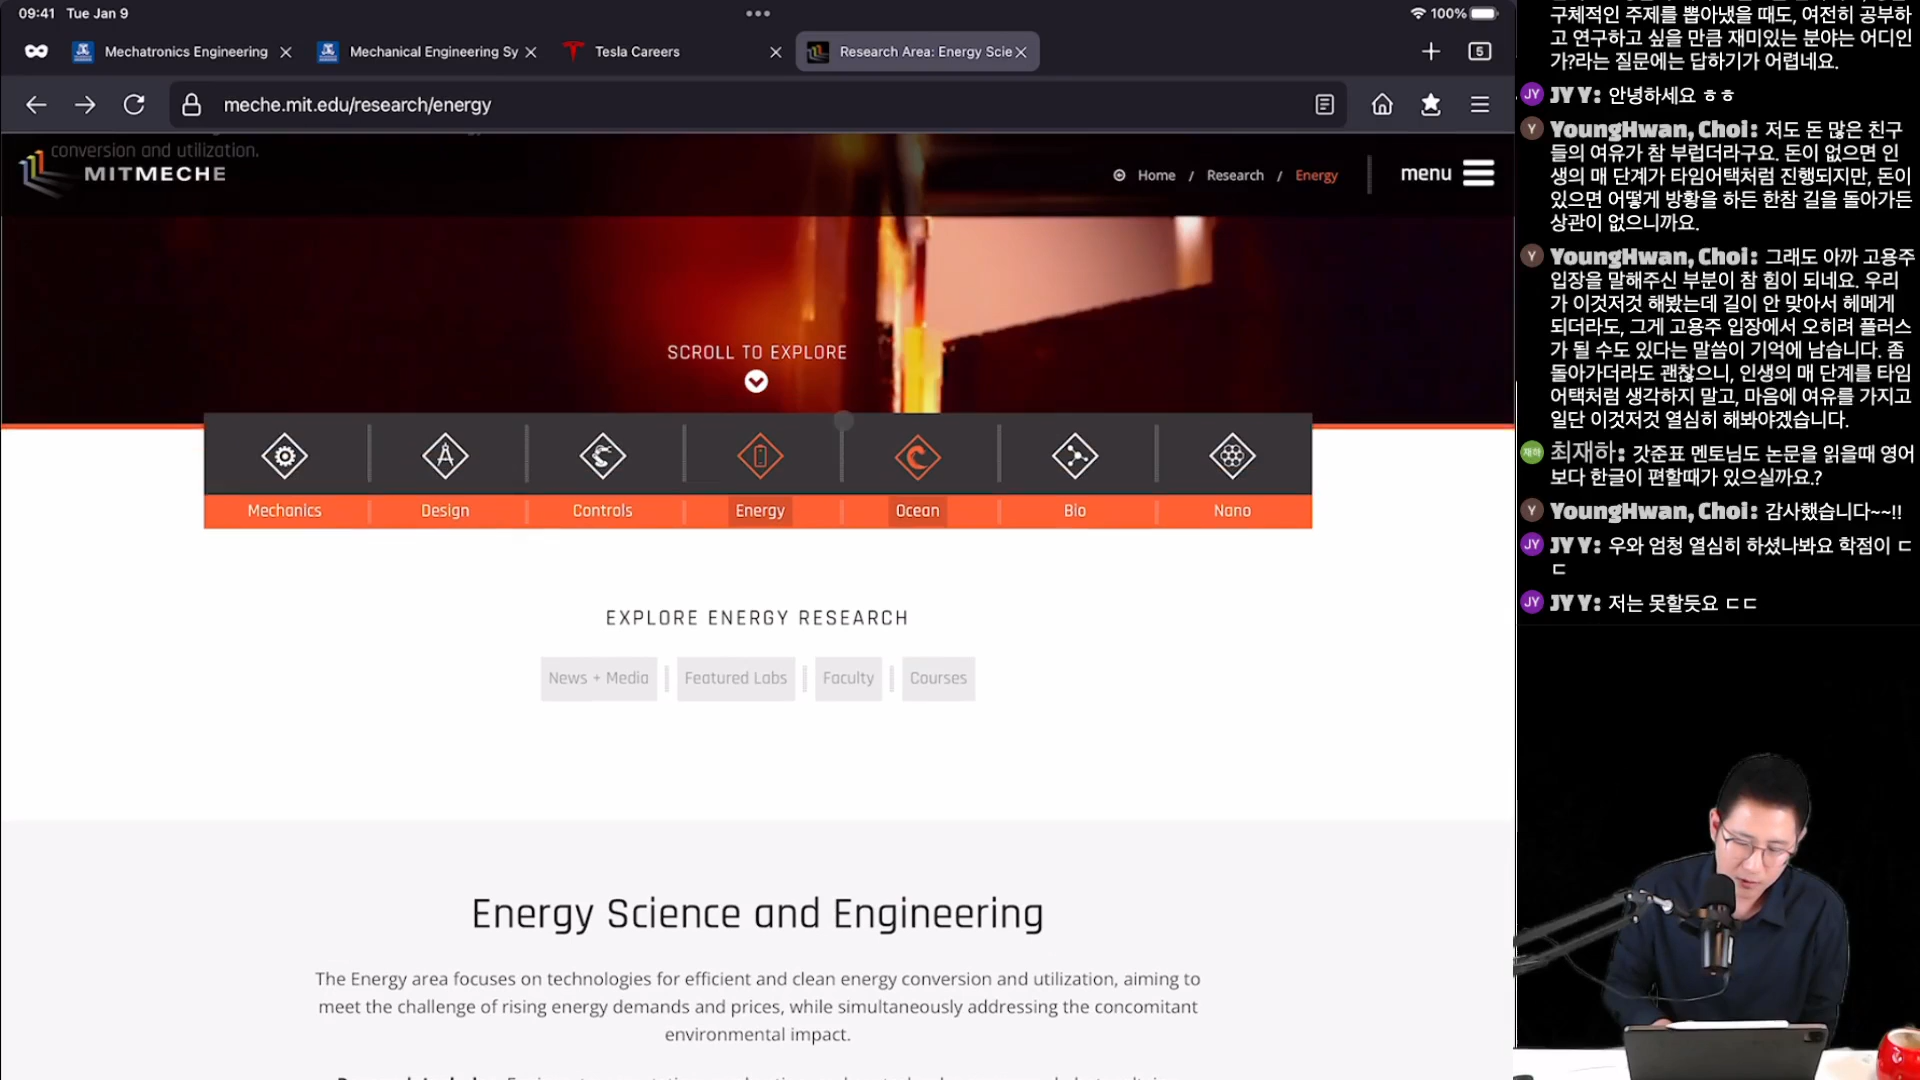 09:41 Tue Jan 9
100%
Mechatronics Engineering
Mechanical Engineering Sy
Tesla Careers
Research Area: Energy Scie
5
meche.mit.edu/research/energy
conversion and utilization.
MITMECHE
Home / Research / Energy
menu
SCROLL TO EXPLORE
Mechanics
Design
Controls
Energy
Ocean
Bio
Nano
EXPLORE ENERGY RESEARCH
News + Media
Featured Labs
Faculty
Courses
Energy Science and Engineering
The Energy area focuses on technologies for efficient and clean energy conversion and utilization, aiming to
meet the challenge of rising energy demands and prices, while simultaneously addressing the concomitant
environmental impact.
구체적인 주제를 뽑아냈을 때도, 여전히 공부하
고 연구하고 싶을 만큼 재미있는 분야는 어디인
가?라는 질문에는 답하기가 어렵네요.
JY JY Y: 안녕하세요 ㅎㅎ
Y YoungHwan, Choi: 저도 돈 많은 친구
들의 여유가 참 부럽더라구요. 돈이 없으면 인
생의 매 단계가 타임어택처럼 진행되지만, 돈이
있으면 어떻게 방황을 하든 한참 길을 돌아가든
상관이 없으니까요.
Y YoungHwan, Choi: 그래도 아까 고용주
입장을 말해주신 부분이 참 힘이 되네요. 우리
가 이것저것 해봤는데 길이 안 맞아서 헤메게
되더라도, 그게 고용주 입장에서 오히려 플러스
가 될 수도 있다는 말씀이 기억에 남습니다. 좀
돌아가더라도 괜찮으니, 인생의 매 단계를 타임
어택처럼 생각하지 말고, 마음에 여유를 가지고
일단 이것저것 열심히 해봐야겠습니다.
재하 최재하: 갓준표 멘토님도 논문을 읽을때 영어
보다 한글이 편할때가 있으실까요.?
Y YoungHwan, Choi: 감사했습니다~~!!
JY JY Y: 우와 엄청 열심히 하셨나봐요 학점이 ㄷ
ㄷ
JY JY Y: 저는 못할듯요 ㄷㄷ